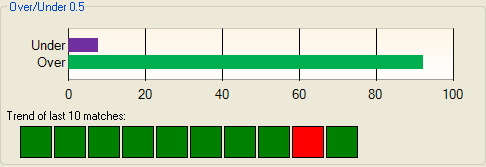 Over/Under 0.5
Under
Over
0 20 40 60 80 100
Trend of last 10 matches: